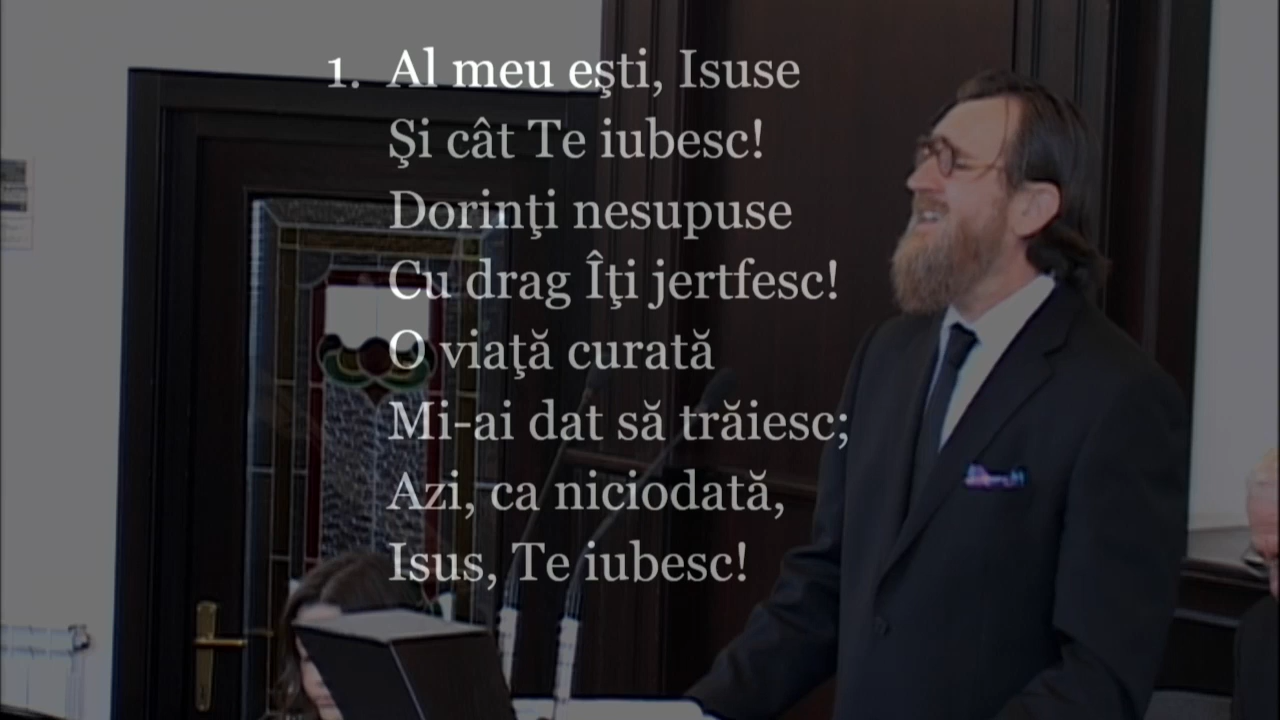 1. Al meu eşti, Isuse
Şi cât Te iubesc!
Dorinţi nesupuse
Cu drag Îţi jertfesc!
O viaţă curată
Mi-ai dat să trăiesc;
Azi, ca niciodată,
Isus, Te iubesc!